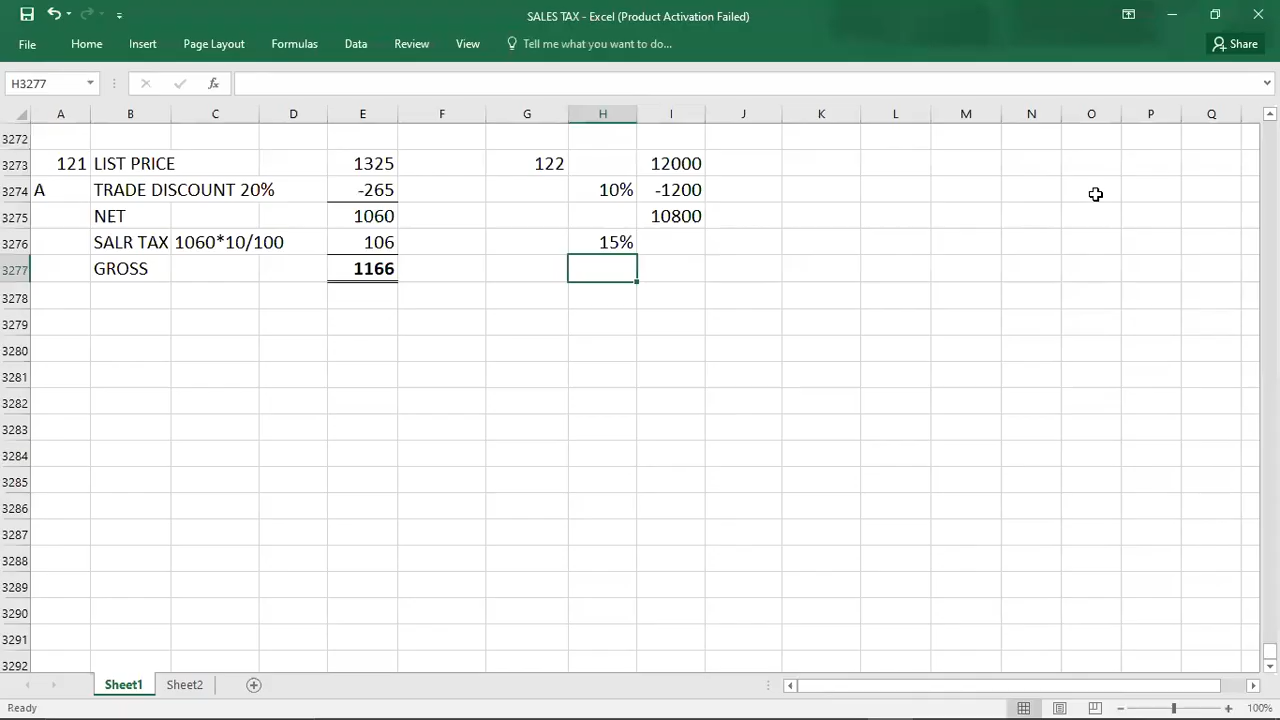 SALES TAX - Excel (Product Activation Failed)
File Home Insert Page Layout Formulas Data Review View Tell me what you want to do... Share
H3277 fx
A B C D E F G H I J K L M N O P Q
3272
3273 121 LIST PRICE 1325 122 12000
3274 A TRADE DISCOUNT 20% -265 10% -1200
3275 NET 1060 10800
3276 SALR TAX 1060*10/100 106 15%
3277 GROSS 1166
3278
3279
3280
3281
3282
3283
3284
3285
3286
3287
3288
3289
3290
3291
3292
Sheet1 Sheet2
Ready 100%